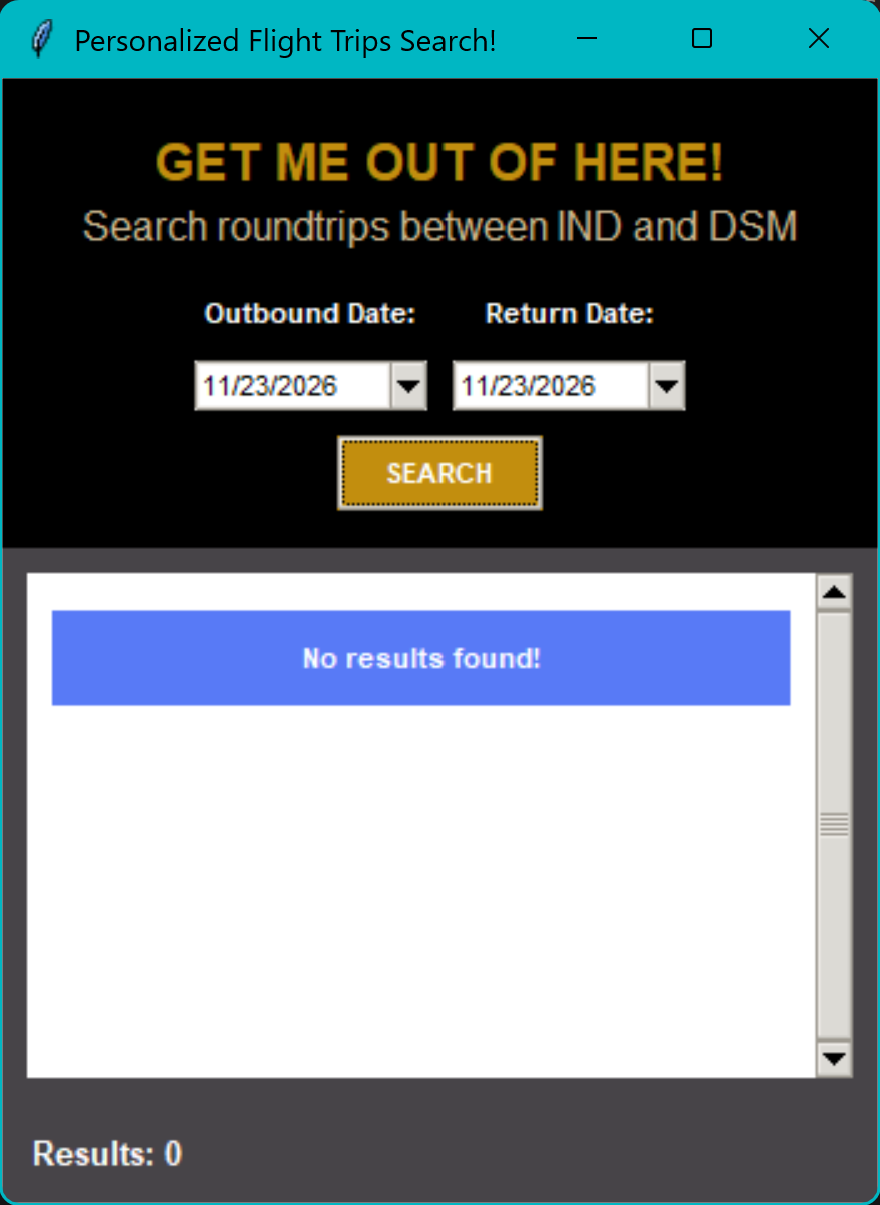 Personalized Flight Trips Search!
GET ME OUT OF HERE!
Search roundtrips between IND and DSM
Outbound Date: Return Date:
11/23/2026 11/23/2026
SEARCH
No results found!
Results: 0